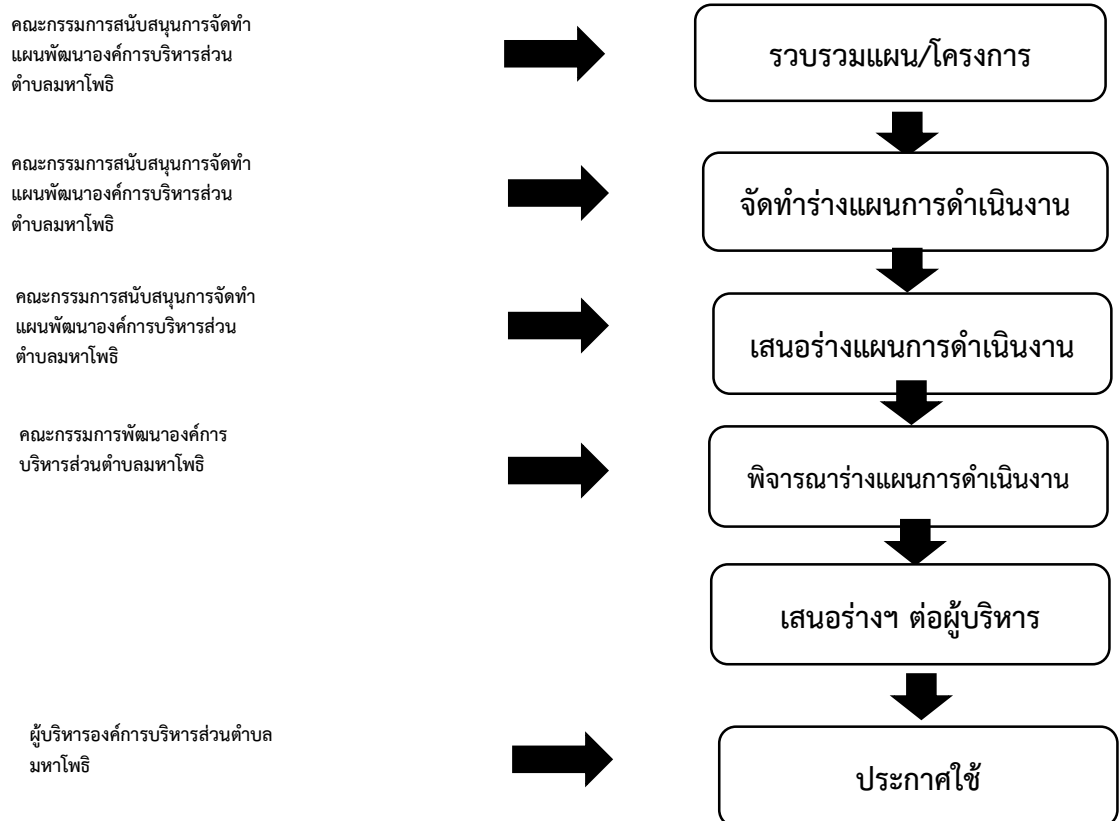 คณะกรรมการสนับสนุนการจัดทำ
แผนพัฒนาองค์การบริหารส่วน
ตำบลมหาโพธิ
รวบรวมแผน/โครงการ
คณะกรรมการสนับสนุนการจัดทำ
แผนพัฒนาองค์การบริหารส่วน
ตำบลมหาโพธิ
จัดทำร่างแผนการดำเนินงาน
คณะกรรมการสนับสนุนการจัดทำ
แผนพัฒนาองค์การบริหารส่วน
ตำบลมหาโพธิ
เสนอร่างแผนการดำเนินงาน
คณะกรรมการพัฒนาองค์การ
บริหารส่วนตำบลมหาโพธิ
พิจารณาร่างแผนการดำเนินงาน
เสนอร่างฯ ต่อผู้บริหาร
ผู้บริหารองค์การบริหารส่วนตำบล
มหาโพธิ
ประกาศใช้